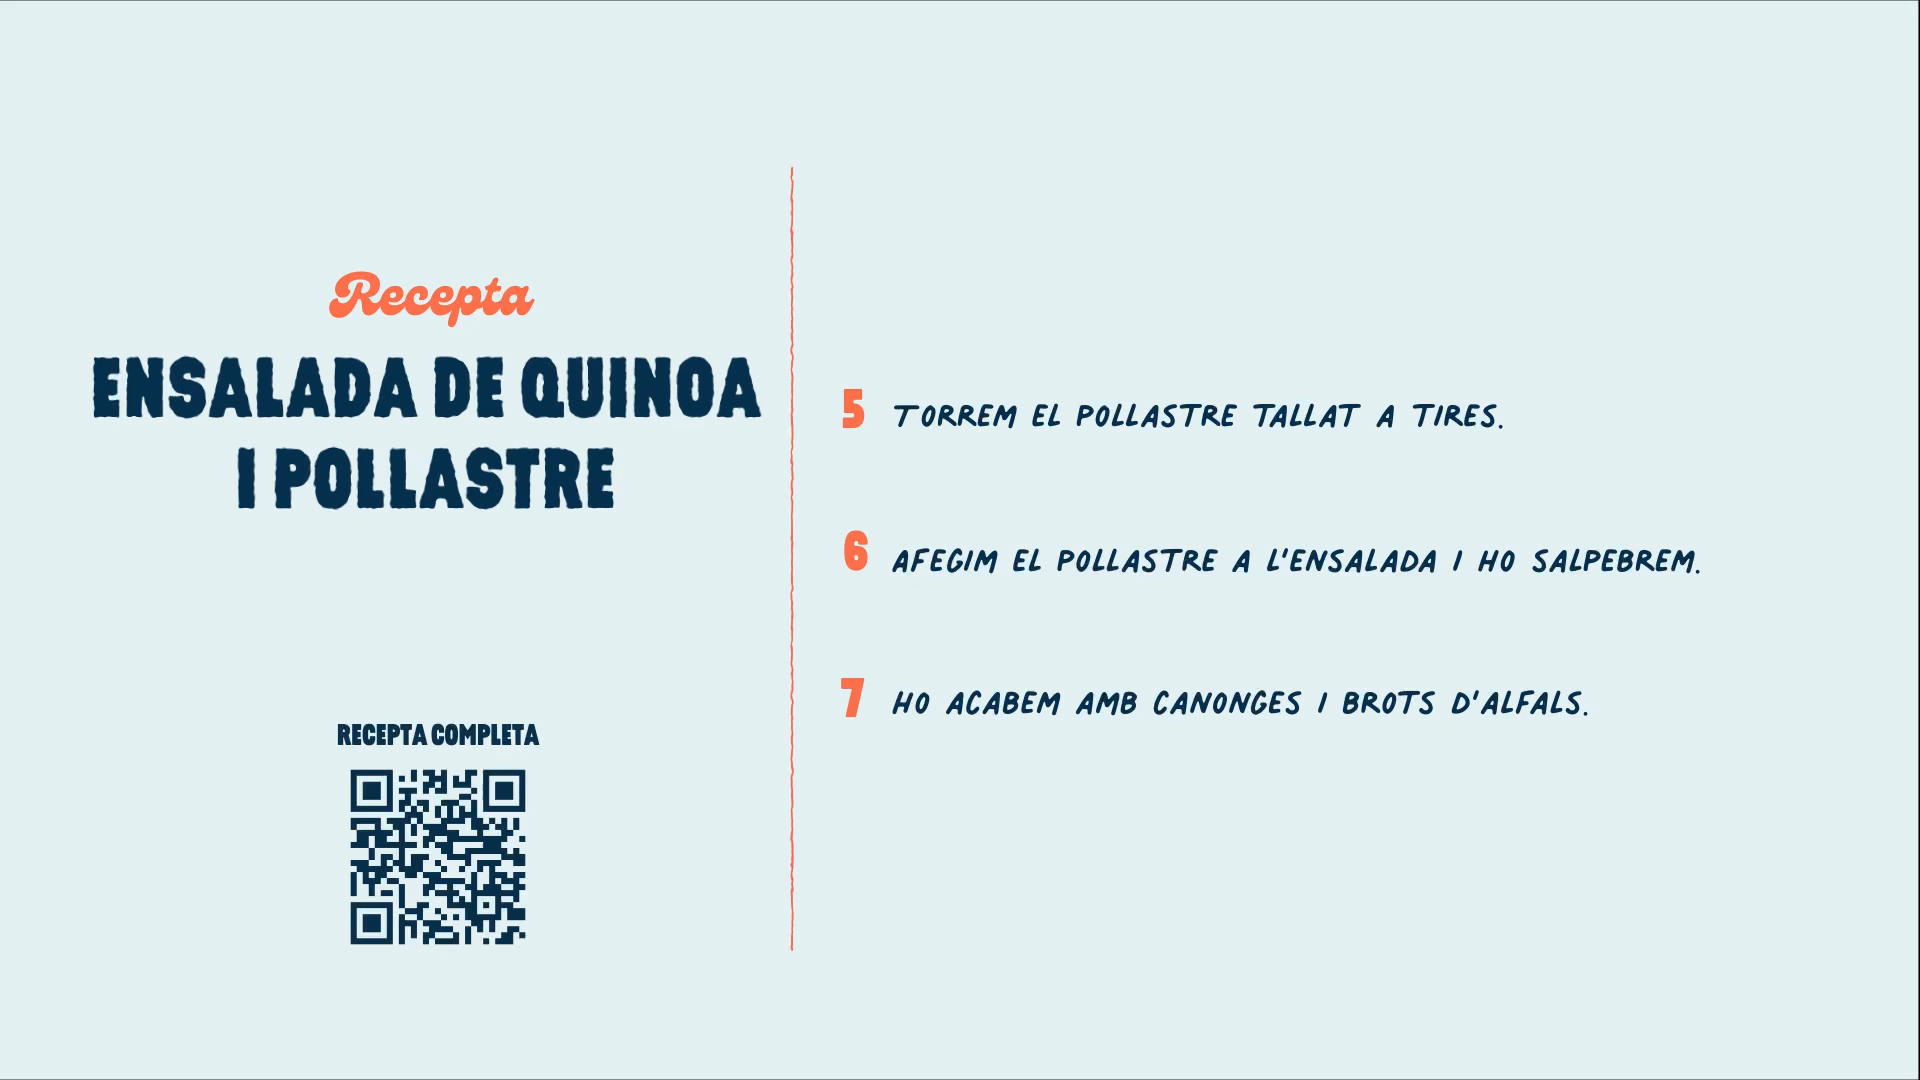 Recepta
ENSALADA DE QUINOA
I POLLASTRE
RECEPTA COMPLETA
5 TORREM EL POLLASTRE TALLAT A TIRES.
6 AFEGIM EL POLLASTRE A L'ENSALADA I HO SALPEBREM.
7 HO ACABEM AMB CANONGES I BROTS D'ALFALS.